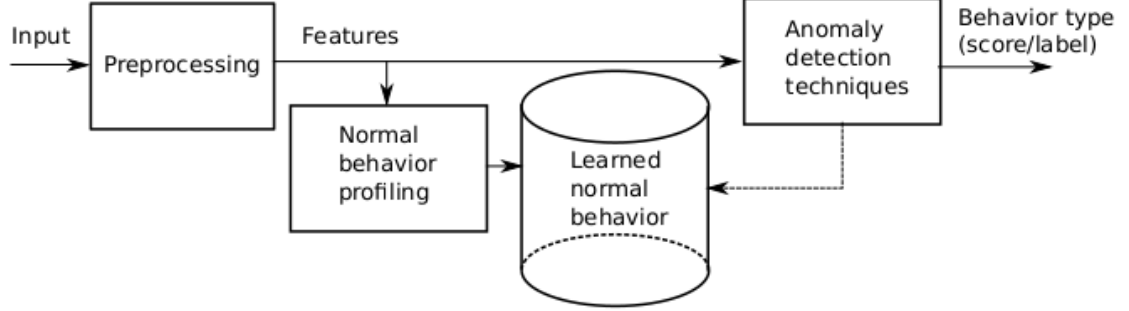 Input
Preprocessing
Features
Normal
behavior
profiling
Learned
normal
behavior
Anomaly
detection
techniques
Behavior type
(score/label)